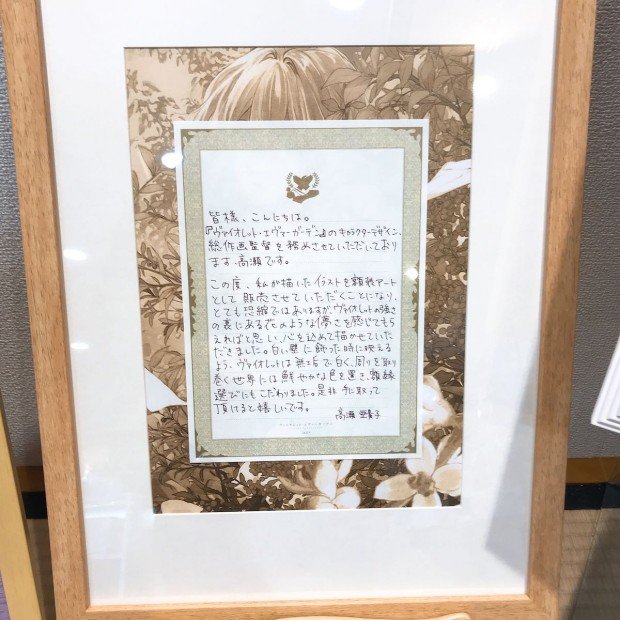 皆様、こんにちは。
『ヴァイオレット・エヴァーガーデン』のキャラクターデザイン、
総作画監督を務めさせていただいており
ます、高瀬です。
この度、私が描いたイラストを額装アート
として販売させていただくことになり、
とても恐縮ではありますが、ヴァイオレットの強さ
の裏にある花のような儚さを感じてもら
えればと思い、心を込めて描かせていた
だきました。白い壁に飾った時に映える
よう、ヴァイオレットは無垢で白く、周りを取り
巻く世界には鮮やかな色を置き、額縁
選びにもこだわりました。是非手に取って
頂けると嬉しいです。
高瀬 亜貴子